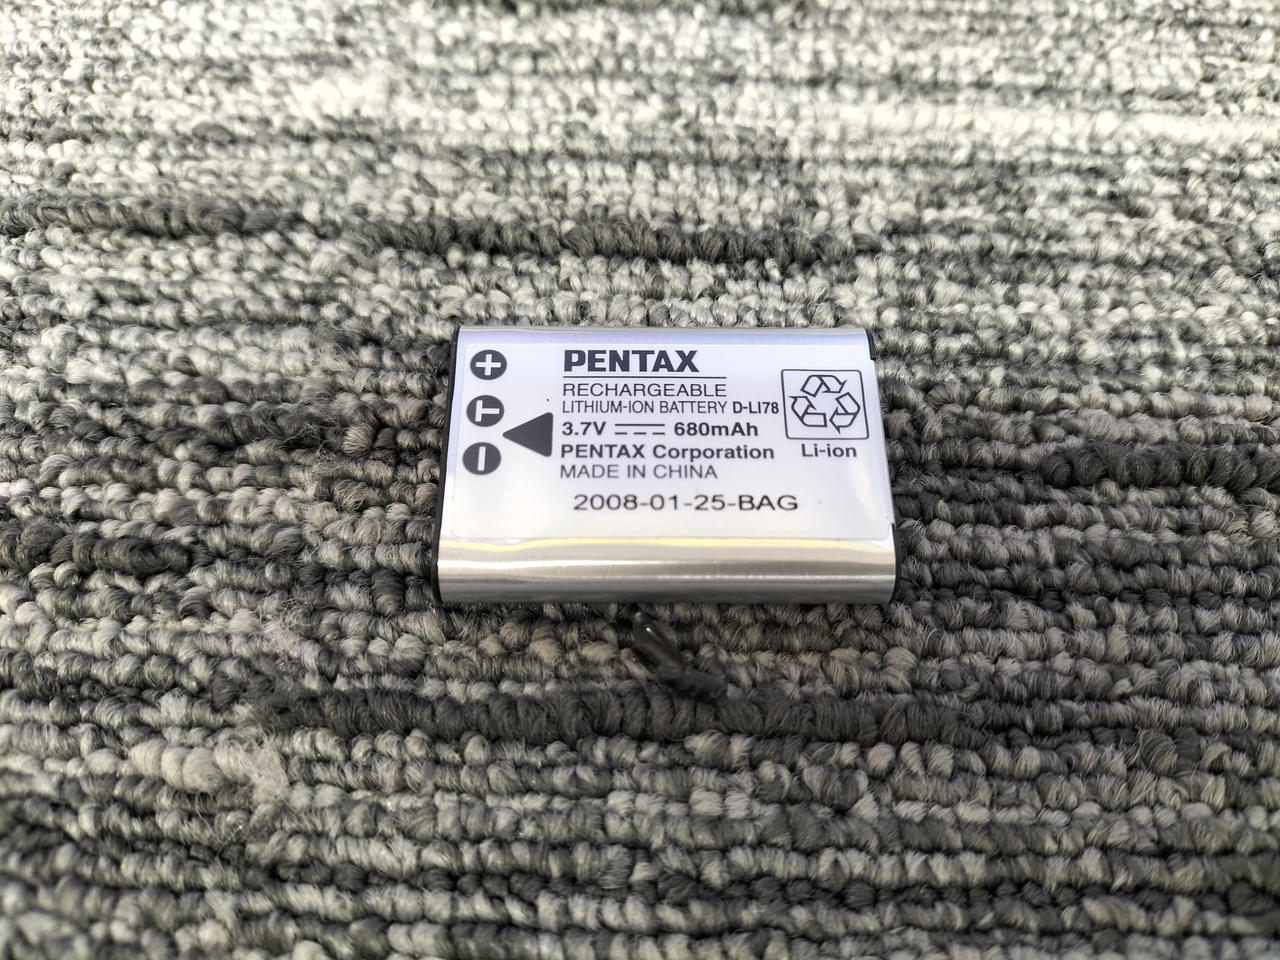 PENTAX
RECHARGEABLE
LITHIUM-ION BATTERY D-LI78
3.7V 680mAh
PENTAX Corporation
MADE IN CHINA
2008-01-25-BAG
+
T
-
Li-ion